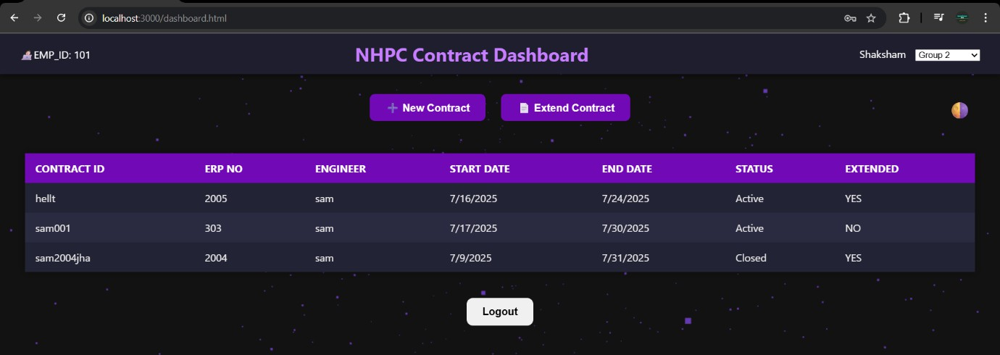 localhost:3000/dashboard.html
EMP_ID: 101
NHPC Contract Dashboard
Shaksham Group 2
New Contract Extend Contract
CONTRACT ID ERP NO ENGINEER START DATE END DATE STATUS EXTENDED
hellt 2005 sam 7/16/2025 7/24/2025 Active YES
sam001 303 sam 7/17/2025 7/30/2025 Active NO
sam2004jha 2004 sam 7/9/2025 7/31/2025 Closed YES
Logout